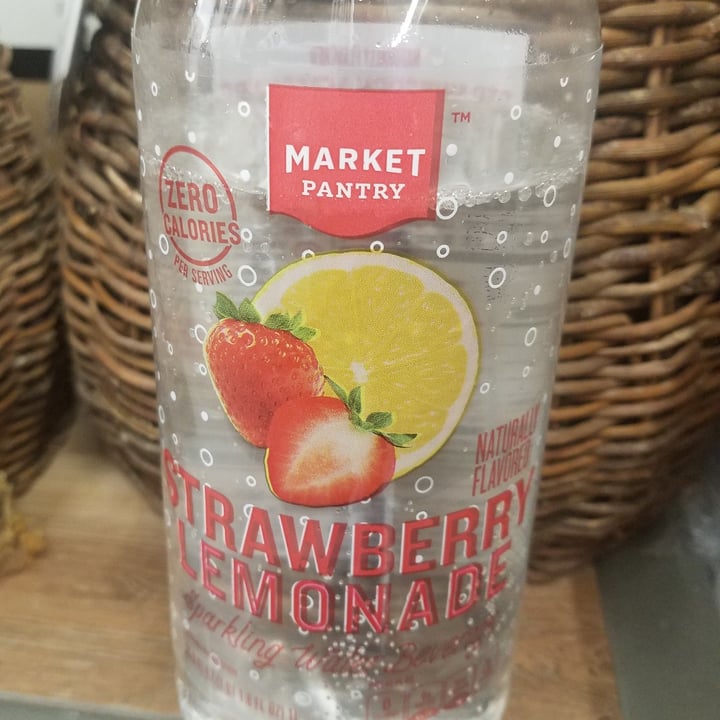 MARKET
PANTRY
TM
ZERO
CALORIES
PER SERVING
NATURALLY
FLAVORED
STRAWBERRY
LEMONADE
Sparkling Water Beverage